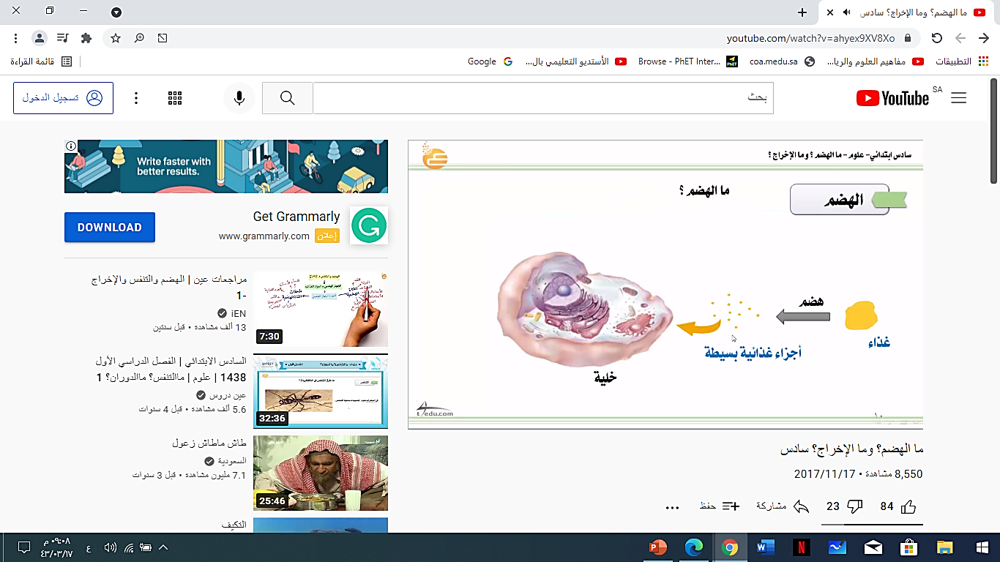 ما الهضم؟ وما الإخراج؟ سادس
youtube.com/watch?v=ahyex9XV8Xo
التطبيقات
مفاهيم العلوم والريا...
coa.medu.sa
Browse - PhET Inter...
الأستديو التعليمي بال...
Google
قائمة القراءة
YouTube SA
بحث
تسجيل الدخول
سادس ابتدائي - علوم - ما الهضم ؟ وما الإخراج ؟
الهضم
ما الهضم ؟
هضم
غذاء
أجزاء غذائية بسيطة
خلية
t4edu.com
١٠
ما الهضم؟ وما الإخراج؟ سادس
8,550 مشاهدة • 2017/11/17
84
23
مشاركة
حفظ
Write faster with
better results.
Get Grammarly
إعلان www.grammarly.com
DOWNLOAD
مراجعات عين | الهضم والتنفس والإخراج
-1
iEN
13 ألف مشاهدة • قبل سنتين
7:30
السادس الابتدائي | الفصل الدراسي الأول
1438 | علوم | ماالتنفس؟ ماالدوران؟ 1
عين دروس
5.6 ألف مشاهدة • قبل 4 سنوات
32:36
طاش ماطاش زعول
السعودية
7.1 مليون مشاهدة • قبل 3 سنوات
25:46
التكيف
ع
٠٩:٠٨ م
٤٣/٠٣/١٧